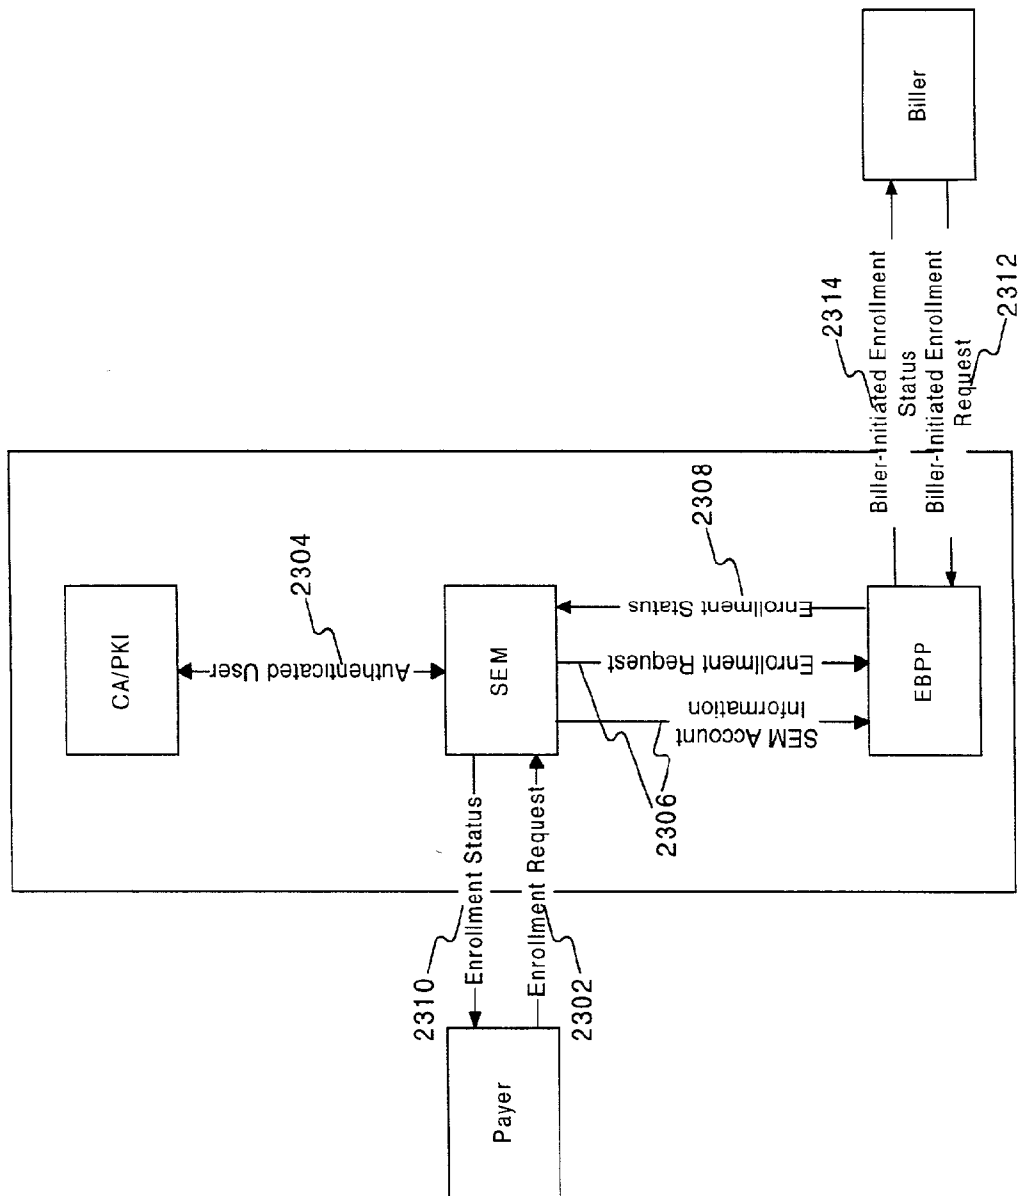 CA/PKI
2304
Authenticated User
SEM
2310
Enrollment Status
Enrollment Request
2302
Payer
2306
SEM Account
Information
Enrollment Request
Enrollment Status
2308
EBPP
2314
Biller-Initiated Enrollment
Status
Biller-Initiated Enrollment
Request
2312
Biller